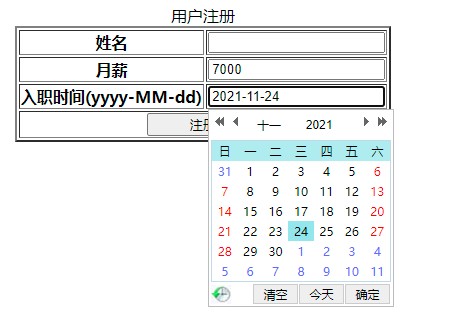 用户注册
姓名
月薪 7000
入职时间(yyyy-MM-dd) 2021-11-24
注册
十一 2021
日 一 二 三 四 五 六
31 1 2 3 4 5 6
7 8 9 10 11 12 13
14 15 16 17 18 19 20
21 22 23 24 25 26 27
28 29 30 1 2 3 4
5 6 7 8 9 10 11
清空 今天 确定